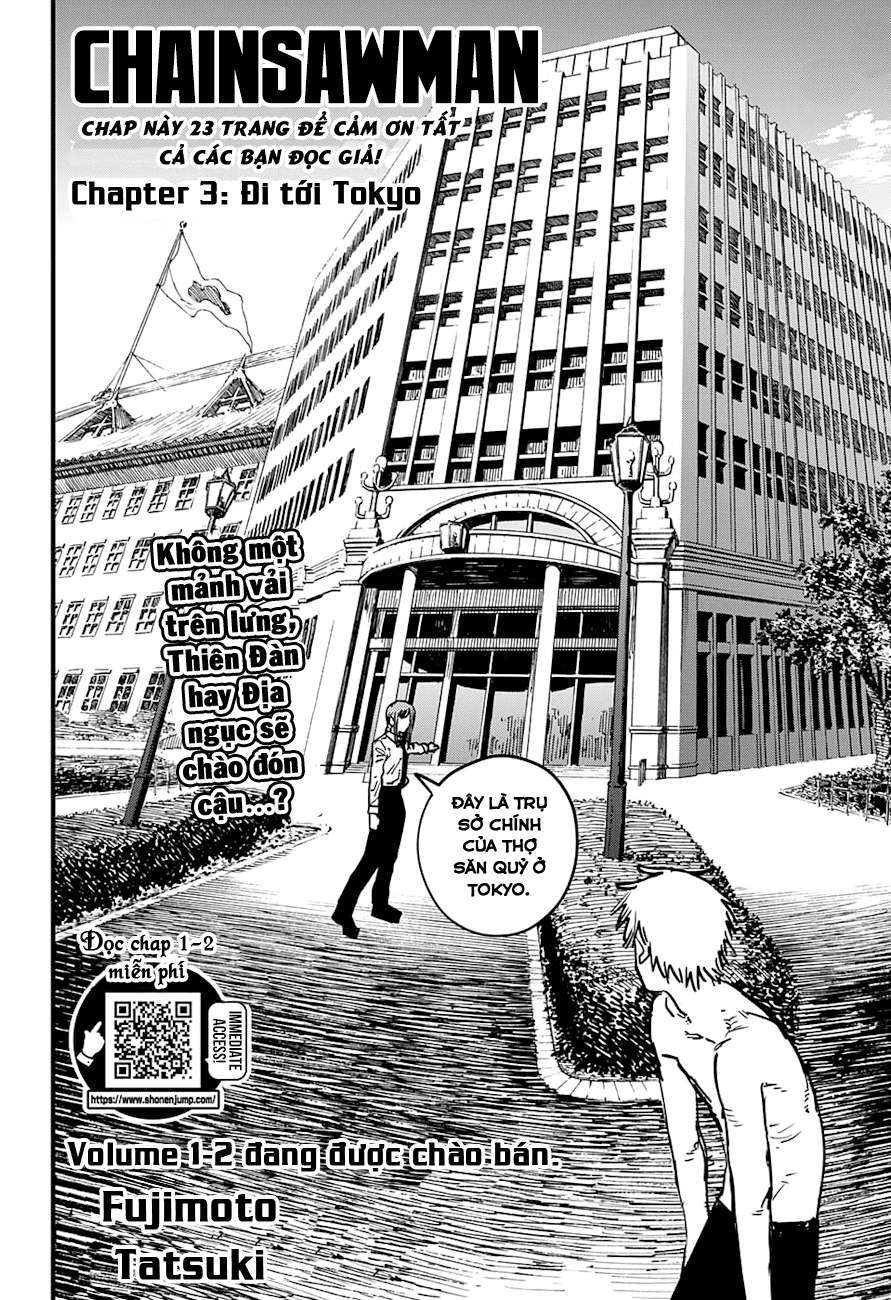 CHAINSAWMAN
CHAP NÀY 23 TRANG ĐỂ CẢM ƠN TẤT
CẢ CÁC BẠN ĐỌC GIẢ!
Chapter 3: Đi tới Tokyo
Không một
mảnh vải
trên lưng,
Thiên Đàn
hay Địa
ngục sẽ
chào đón
cậu...?
ĐÂY LÀ TRỤ
SỞ CHÍNH
CỦA THỢ
SĂN QUỶ Ở
TOKYO.
Đọc chap 1-2
miễn phí
IMMEDIATE
ACCESS!
https://www.shonenjump.com/
Volume 1-2 đang được chào bán.
Fujimoto
Tatsuki